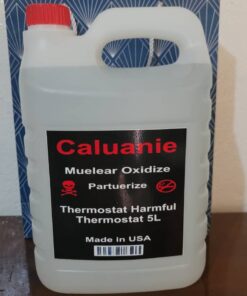 Caluanie
Muelear Oxidize
Partuerize
Thermostat Harmful
Thermostat 5L
Made In USA